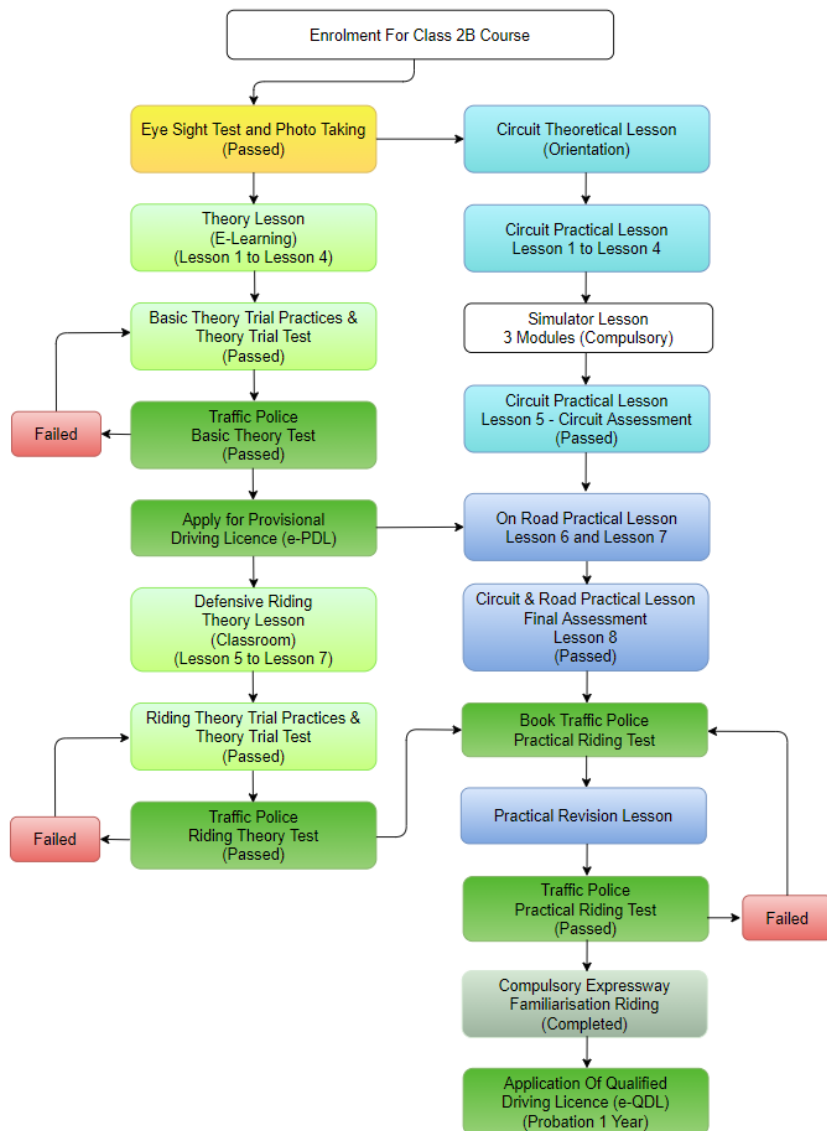 Enrolment For Class 2B Course
Eye Sight Test and Photo Taking
(Passed)
Circuit Theoretical Lesson
(Orientation)
Theory Lesson
(E-Learning)
(Lesson 1 to Lesson 4)
Circuit Practical Lesson
Lesson 1 to Lesson 4
Basic Theory Trial Practices &
Theory Trial Test
(Passed)
Simulator Lesson
3 Modules (Compulsory)
Failed
Traffic Police
Basic Theory Test
(Passed)
Circuit Practical Lesson
Lesson 5 - Circuit Assessment
(Passed)
Apply for Provisional
Driving Licence (e-PDL)
On Road Practical Lesson
Lesson 6 and Lesson 7
Defensive Riding
Theory Lesson
(Classroom)
(Lesson 5 to Lesson 7)
Circuit & Road Practical Lesson
Final Assessment
Lesson 8
(Passed)
Riding Theory Trial Practices &
Theory Trial Test
(Passed)
Book Traffic Police
Practical Riding Test
Failed
Traffic Police
Riding Theory Test
(Passed)
Practical Revision Lesson
Traffic Police
Practical Riding Test
(Passed)
Failed
Compulsory Expressway
Familiarisation Riding
(Completed)
Application Of Qualified
Driving Licence (e-QDL)
(Probation 1 Year)